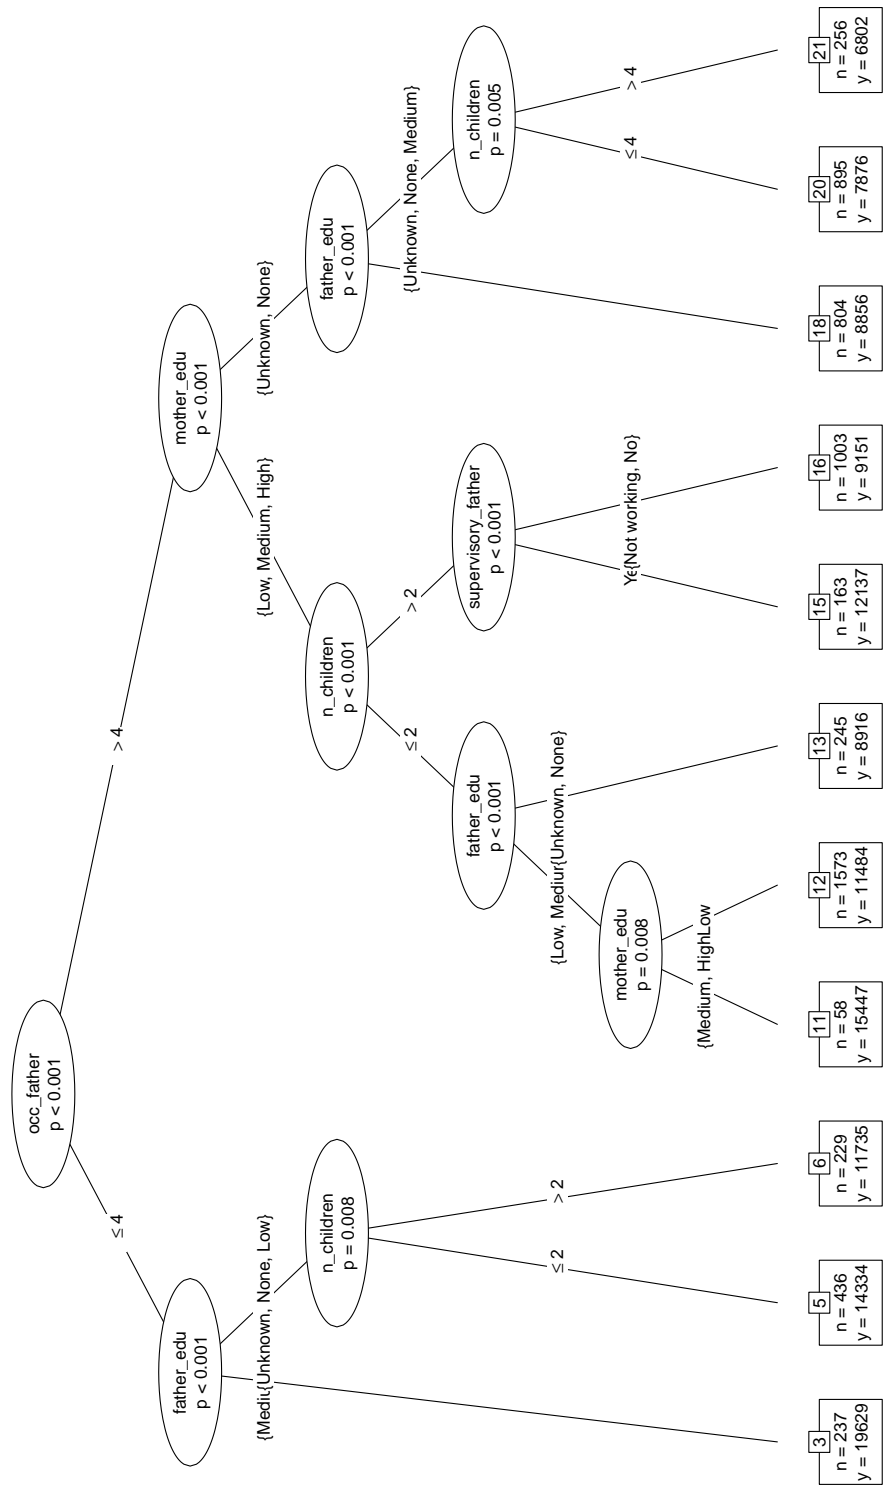 occ_father
p < 0.001
≤ 4
> 4
father_edu
p < 0.001
{Unknown, None, Low}
n_children
p = 0.008
≤ 2
> 2
mother_edu
p < 0.001
{Low, Medium, High}
{Unknown, None}
n_children
p < 0.001
≤ 2
> 2
father_edu
p < 0.001
{Unknown, None}
mother_edu
p = 0.008
{Medium, High
Low
supervisory_father
p < 0.001
{Not working, No}
father_edu
p < 0.001
{Unknown, None, Medium}
n_children
p = 0.005
≤ 4
> 4
3
n = 237
y = 19629
5
n = 436
y = 14334
6
n = 229
y = 11735
11
n = 58
y = 15447
12
n = 1573
y = 11484
13
n = 245
y = 8916
15
n = 163
y = 12137
16
n = 1003
y = 9151
18
n = 804
y = 8856
20
n = 895
y = 7876
21
n = 256
y = 6802